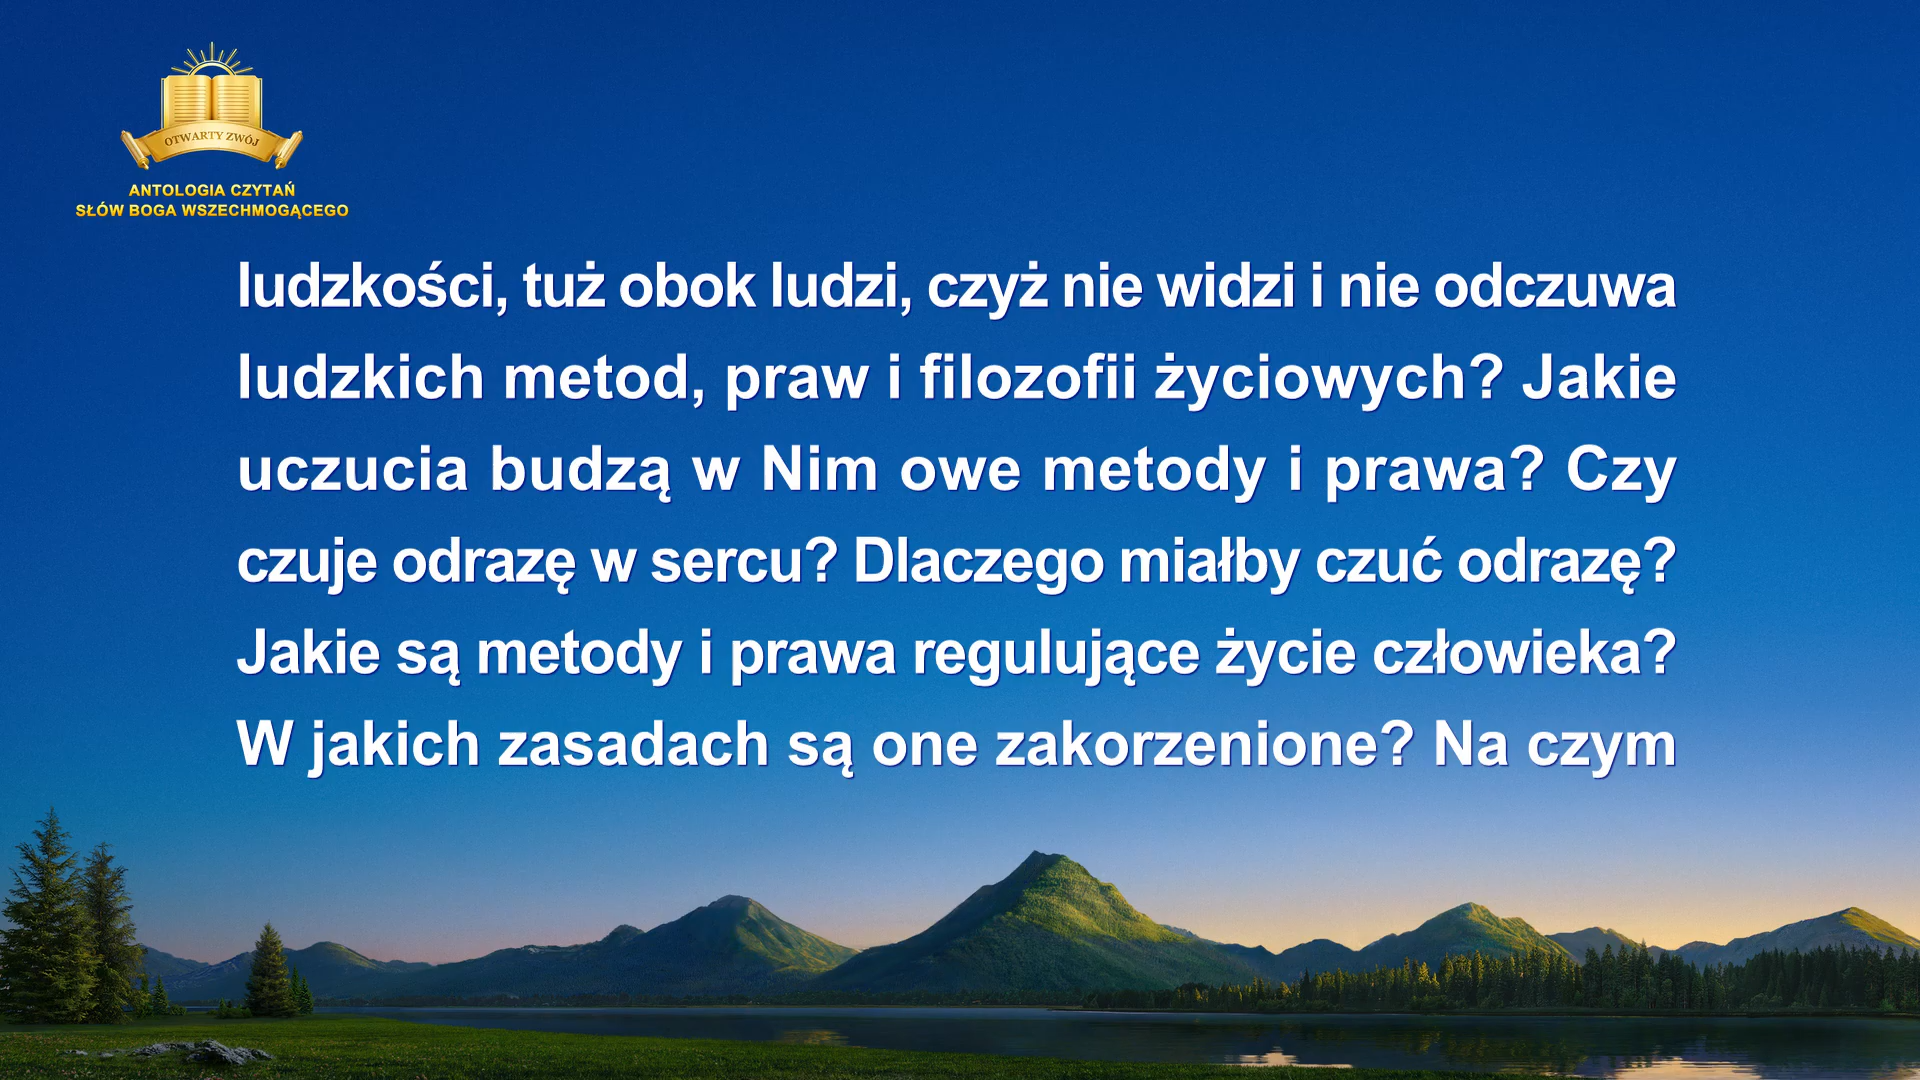 OTWARTY ZWÓJ
ANTOLOGIA CZYTAŃ
SŁÓW BOGA WSZECHMOGĄCEGO
ludzkości, tuż obok ludzi, czyż nie widzi i nie odczuwa
ludzkich metod, praw i filozofii życiowych? Jakie
uczucia budzą w Nim owe metody i prawa? Czy
czuje odrazę w sercu? Dlaczego miałby czuć odrazę?
Jakie są metody i prawa regulujące życie człowieka?
W jakich zasadach są one zakorzenione? Na czym